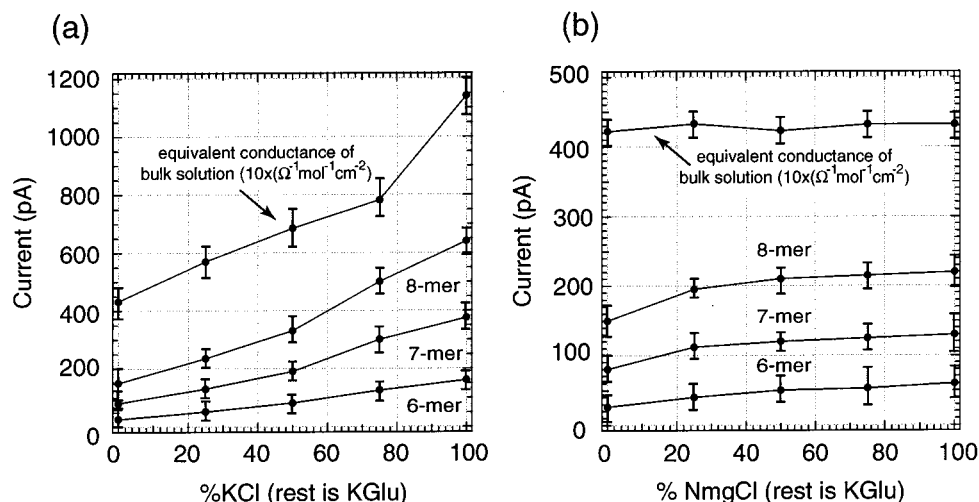 (a)
1200
1000
800
600
400
200
0
Current (pA)
equivalent conductance of
bulk solution (10x(Ω⁻¹mol⁻¹cm⁻²)
8-mer
7-mer
6-mer
0 20 40 60 80 100
%KCl (rest is KGlu)
(b)
500
400
300
200
100
0
Current (pA)
equivalent conductance of
bulk solution (10x(Ω⁻¹mol⁻¹cm⁻²)
8-mer
7-mer
6-mer
0 20 40 60 80 100
% NmgCl (rest is KGlu)